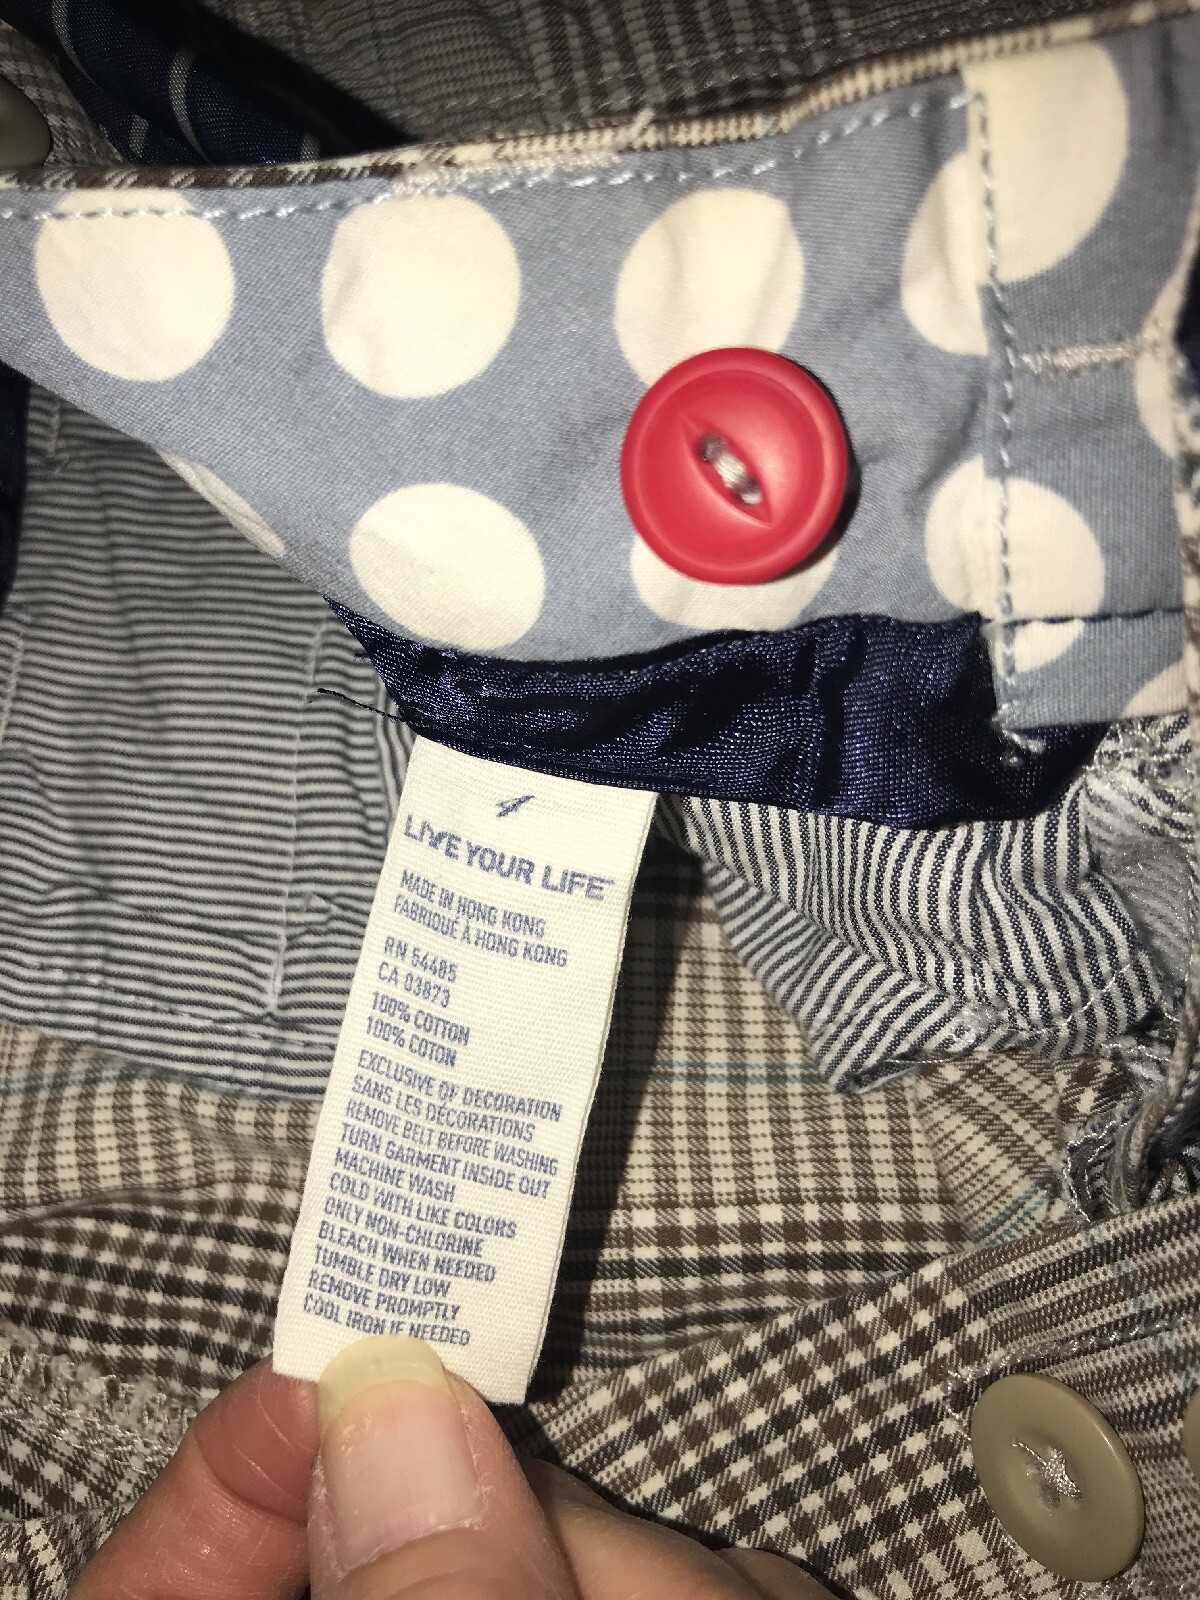 4
LIVE YOUR LIFE™
MADE IN HONG KONG
FABRIQUÉ À HONG KONG
RN 54485
CA 03873
100% COTTON
100% COTON
EXCLUSIVE OF DECORATION
SANS LES DÉCORATIONS
REMOVE BELT BEFORE WASHING
TURN GARMENT INSIDE OUT
MACHINE WASH
COLD WITH LIKE COLORS
ONLY NON-CHLORINE
BLEACH WHEN NEEDED
TUMBLE DRY LOW
REMOVE PROMPTLY
COOL IRON IF NEEDED